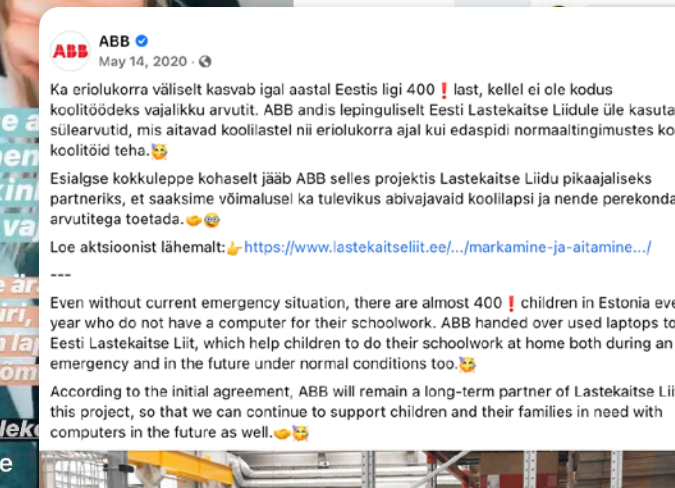 ABB ABB
May 14, 2020 ·
Ka eriolukorra väliselt kasvab igal aastal Eestis ligi 400❗last, kellel ei ole kodus
koolitöödeks vajalikku arvutit. ABB andis lepinguliselt Eesti Lastekaitse Liidule üle
sülearvutid, mis aitavad koolilastel nii eriolukorra ajal kui edaspidi normaaltingimustes
koolitöid teha.🥳
Esialgse kokkuleppe kohaselt jääb ABB selles projektis Lastekaitse Liidu pikaajaliseks
partneriks, et saaksime võimalusel ka tulevikus abivajavaid koolilapsi ja nende
arvutitega toetada.🤝🤓
Loe aktsioonist lähemalt:👉https://www.lastekaitseliit.ee/.../markamine-ja-aitamine.../
---
Even without current emergency situation, there are almost 400❗children in Estonia
year who do not have a computer for their schoolwork. ABB handed over used laptops to
Eesti Lastekaitse Liit, which help children to do their schoolwork at home both during an
emergency and in the future under normal conditions too.🥳
According to the initial agreement, ABB will remain a long-term partner of Lastekaitse
this project, so that we can continue to support children and their families in need with
computers in the future as well.🤝🥳